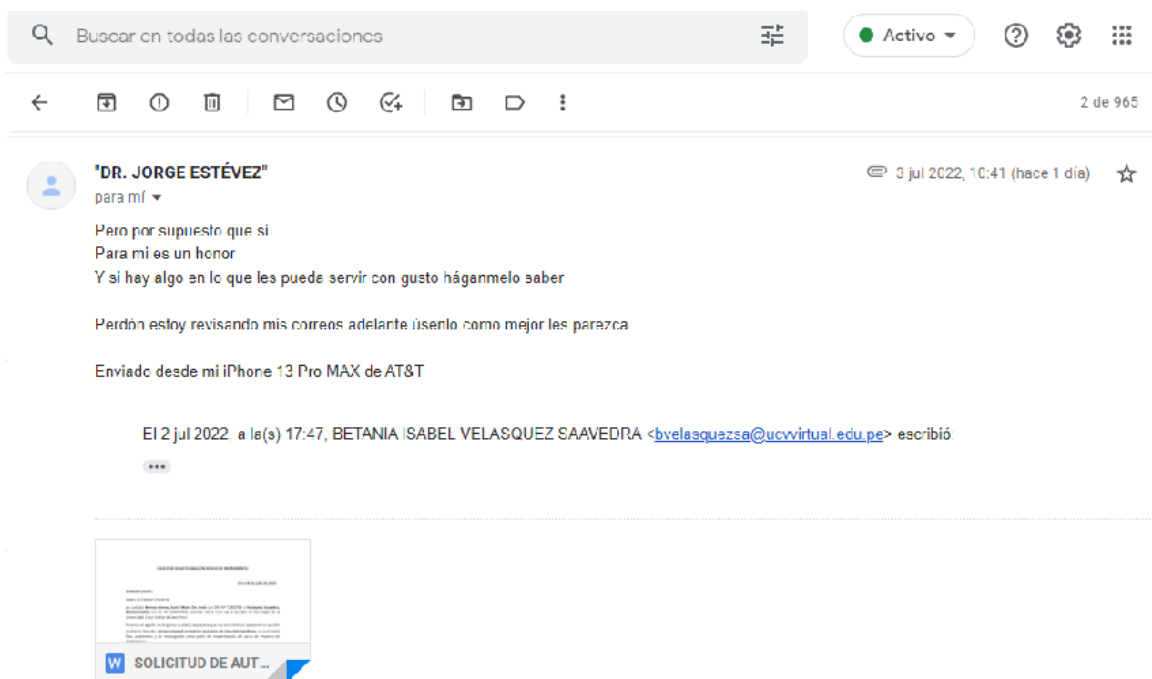 Buscar en todas las conversaciones
Activo
2 de 965
"DR. JORGE ESTÉVEZ"
3 jul 2022, 10:41 (hace 1 día)
para mí
Pero por supuesto que si
Para mi es un honor
Y si hay algo en lo que les pueda servir con gusto háganmelo saber
Perdón estoy revisando mis correos adelante úsenlo como mejor les parezca
Enviado desde mi iPhone 13 Pro MAX de AT&T
El 2 jul 2022, a la(s) 17:47, BETANIA ISABEL VELASQUEZ SAAVEDRA <bvelasquezsa@ucvvirtual.edu.pe> escribió:
W SOLICITUD DE AUT...